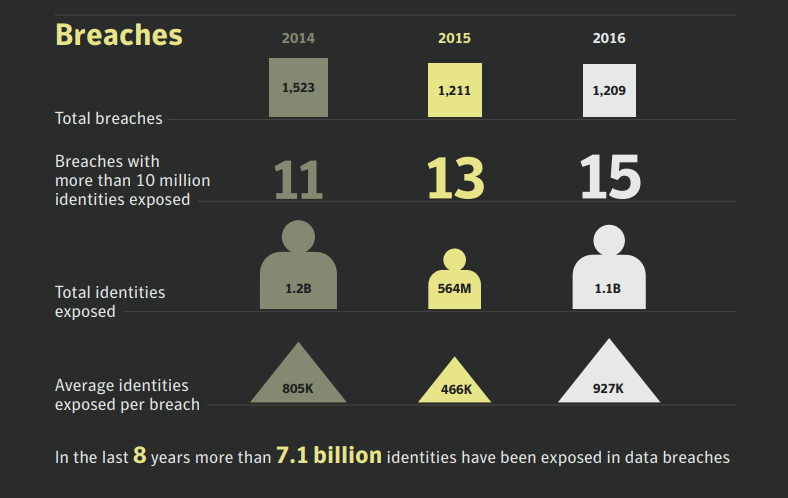 Breaches
2014 2015 2016
1,523 1,211 1,209
Total breaches
Breaches with
more than 10 million
identities exposed
11 13 15
Total identities
exposed
1.2B 564M 1.1B
Average identities
exposed per breach
805K 466K 927K
In the last 8 years more than 7.1 billion identities have been exposed in data breaches